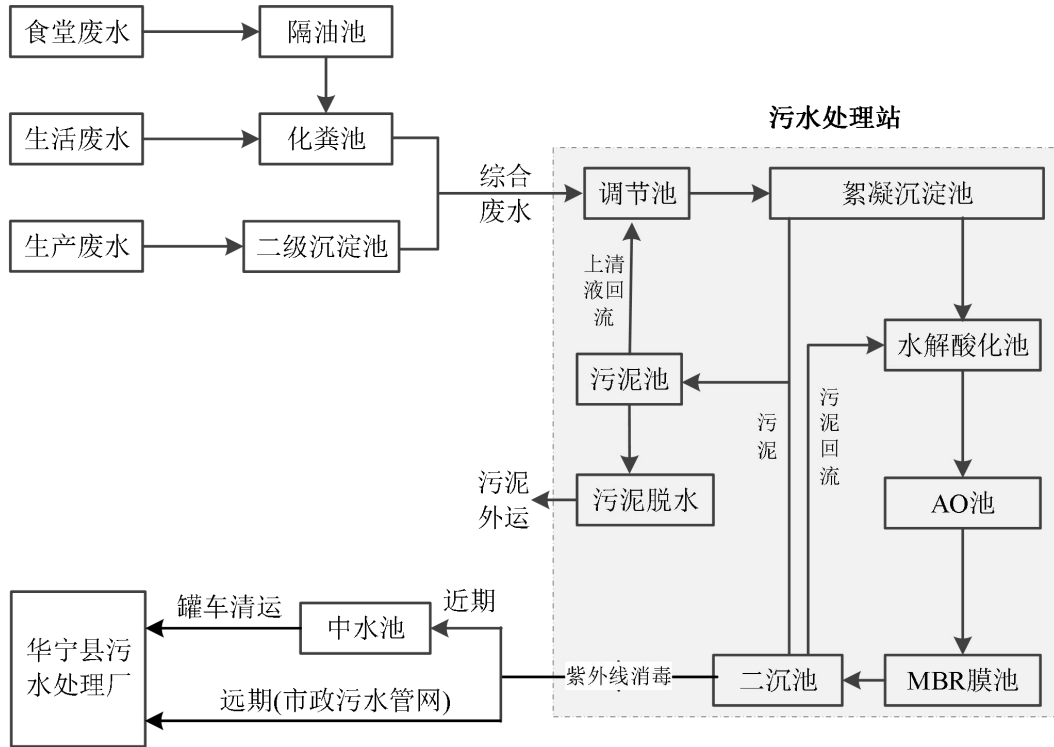 食堂废水
隔油池
生活废水
化粪池
生产废水
二级沉淀池
综合
废水
污水处理站
调节池
絮凝沉淀池
上清
液回
流
水解酸化池
污泥池
污
泥
污
泥
回
流
污泥脱水
污泥
外运
AO池
MBR膜池
二沉池
紫外线消毒
近期
中水池
罐车清运
远期(市政污水管网)
华宁县污
水处理厂